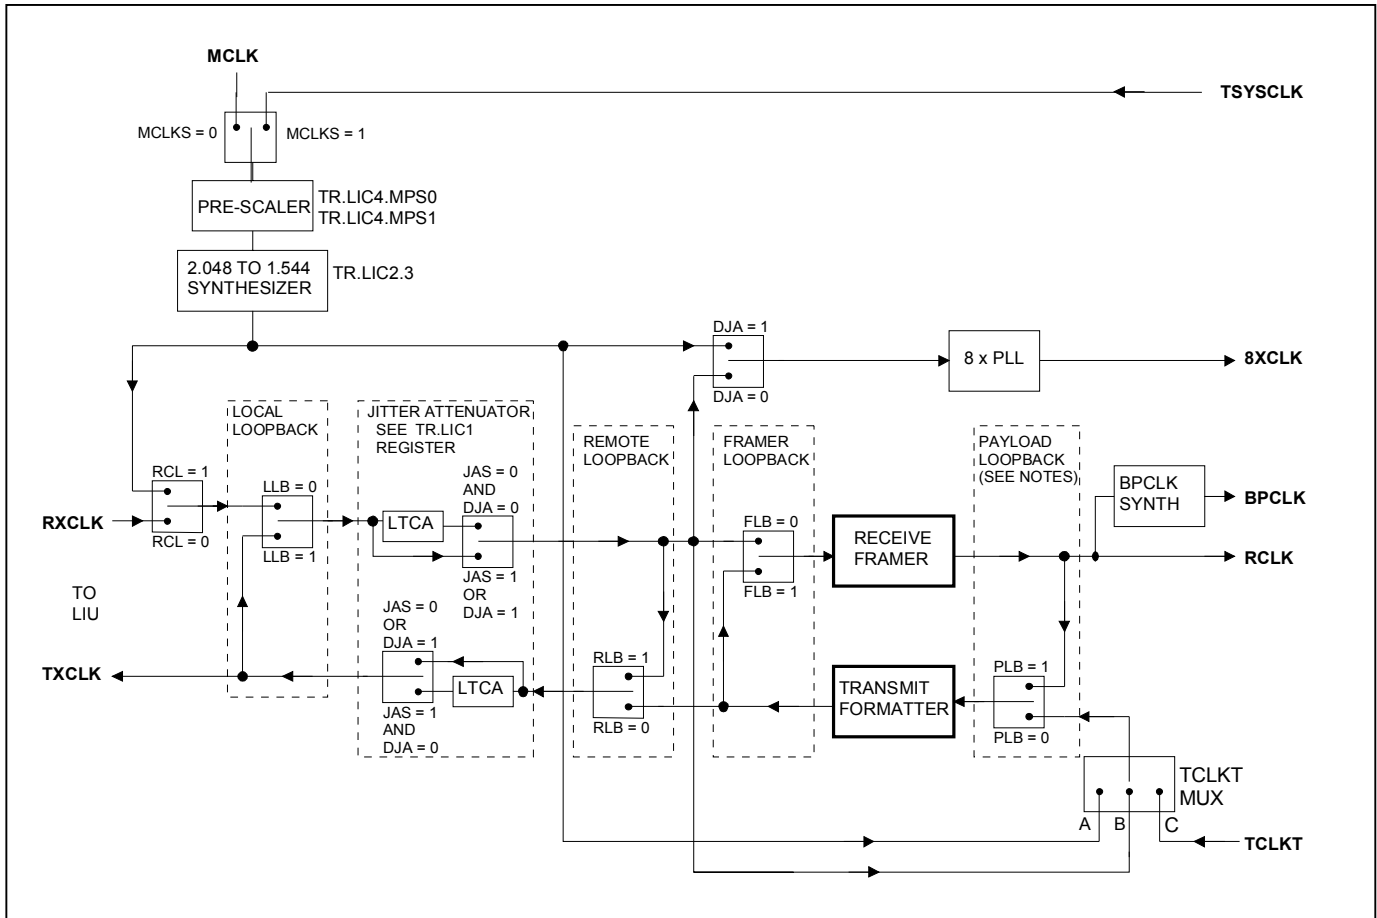 MCLK
TSYSCLK
MCLKS = 0
MCLKS = 1
PRE-SCALER
TR.LIC4.MPS0
TR.LIC4.MPS1
2.048 TO 1.544
SYNTHESIZER
TR.LIC2.3
DJA = 1
8 x PLL
8XCLK
DJA = 0
LOCAL
LOOPBACK
JITTER ATTENUATOR
SEE TR.LIC1
REGISTER
REMOTE
LOOPBACK
FRAMER
LOOPBACK
PAYLOAD
LOOPBACK
(SEE NOTES)
RCL = 1
RXCLK
RCL = 0
LLB = 0
LLB = 1
LTCA
JAS = 0
AND
DJA = 0
JAS = 1
OR
DJA = 1
FLB = 0
FLB = 1
RECEIVE
FRAMER
BPCLK
SYNTH
BPCLK
RCLK
TO
LIU
JAS = 0
OR
DJA = 1
TXCLK
LTCA
JAS = 1
AND
DJA = 0
RLB = 1
RLB = 0
TRANSMIT
FORMATTER
PLB = 1
PLB = 0
TCLKT
MUX
A
B
C
TCLKT